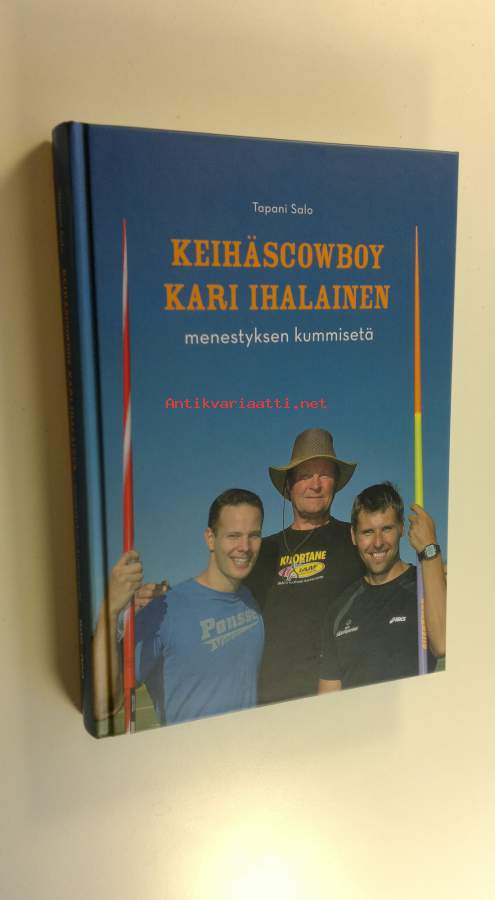 Tapani Salo
KEIHÄSCOWBOY
KARI IHALAINEN
menestyksen kummisetä
Antikvariaatti.net
KUORTANE
Ponsse